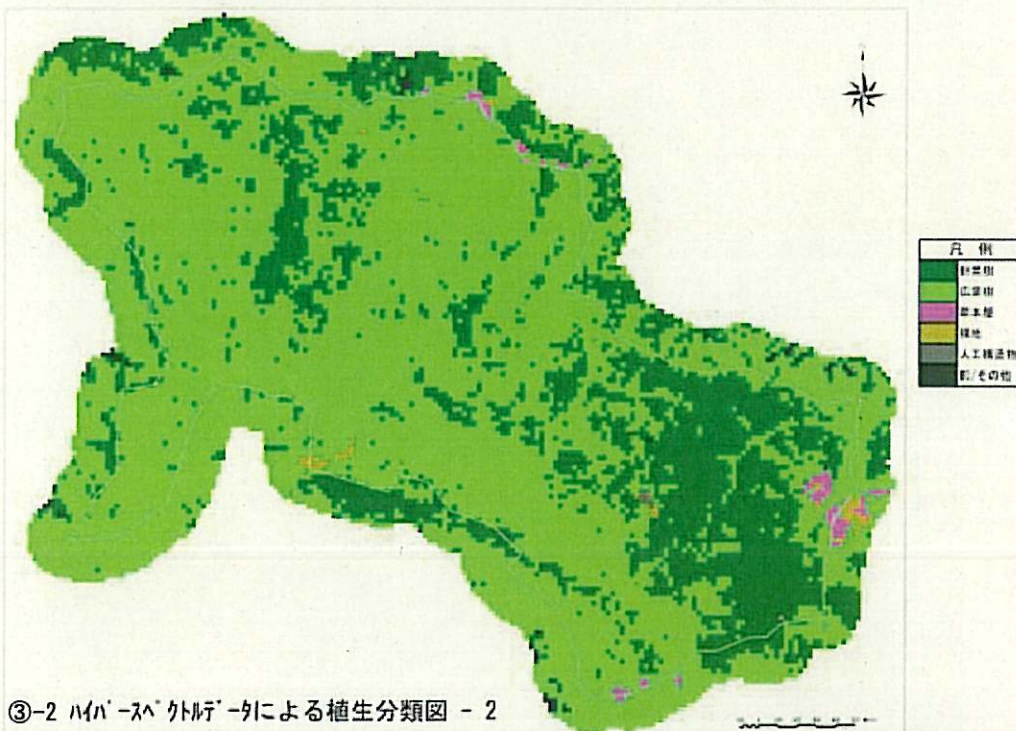 凡例
針葉樹
広葉樹
草本類
裸地
人工構造物
影/その他
③-2 ハイパースペクトルデータによる植生分類図 - 2